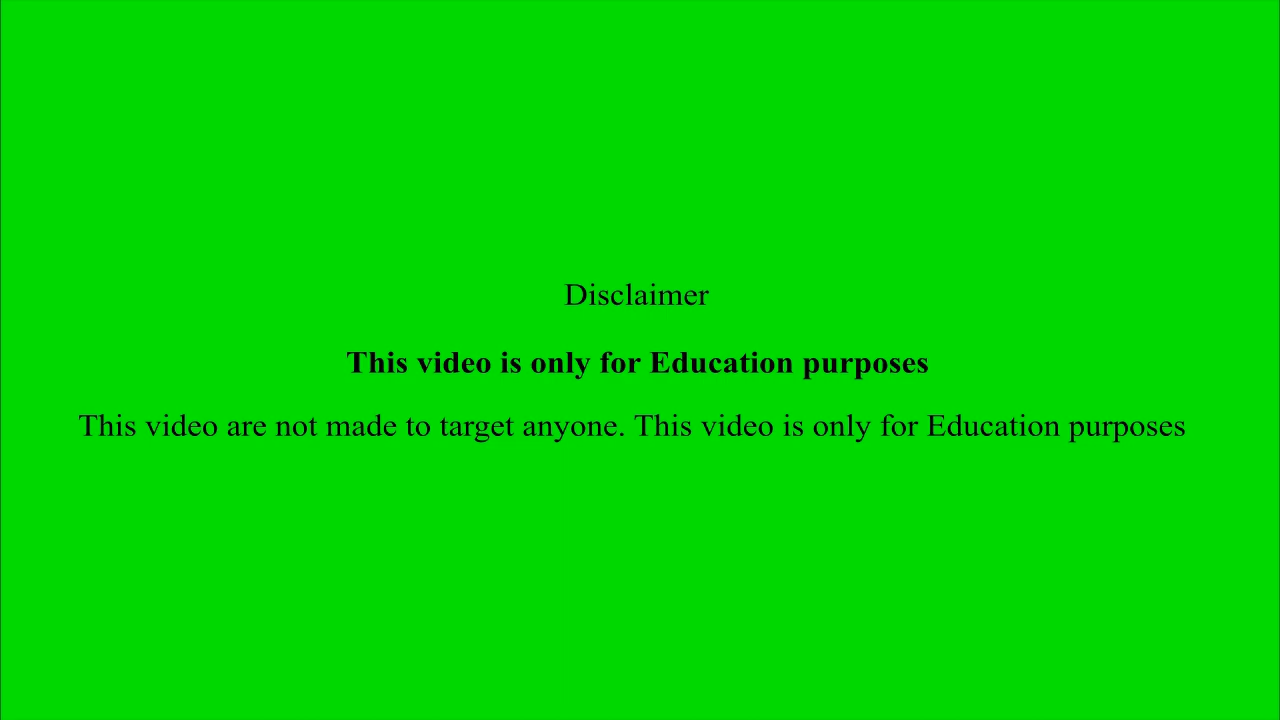 Disclaimer
This video is only for Education purposes
This video are not made to target anyone. This video is only for Education purposes